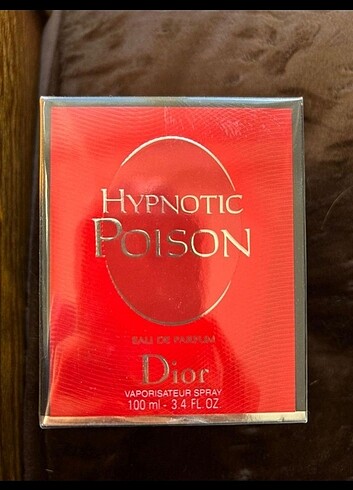 HYPNOTIC
POISON
EAU DE PARFUM
Dior
VAPORISATEUR SPRAY
100 ml - 3.4 FL. OZ.